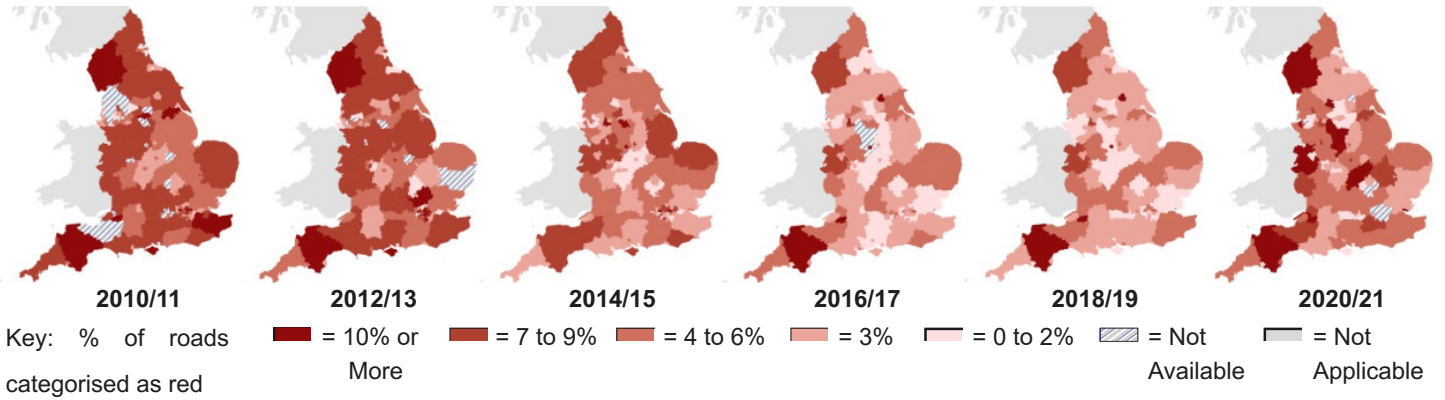 2010/11 2012/13 2014/15 2016/17 2018/19 2020/21
Key: % of roads = 10% or = 7 to 9% = 4 to 6% = 3% = 0 to 2% = Not = Not
categorised as red More Available Applicable